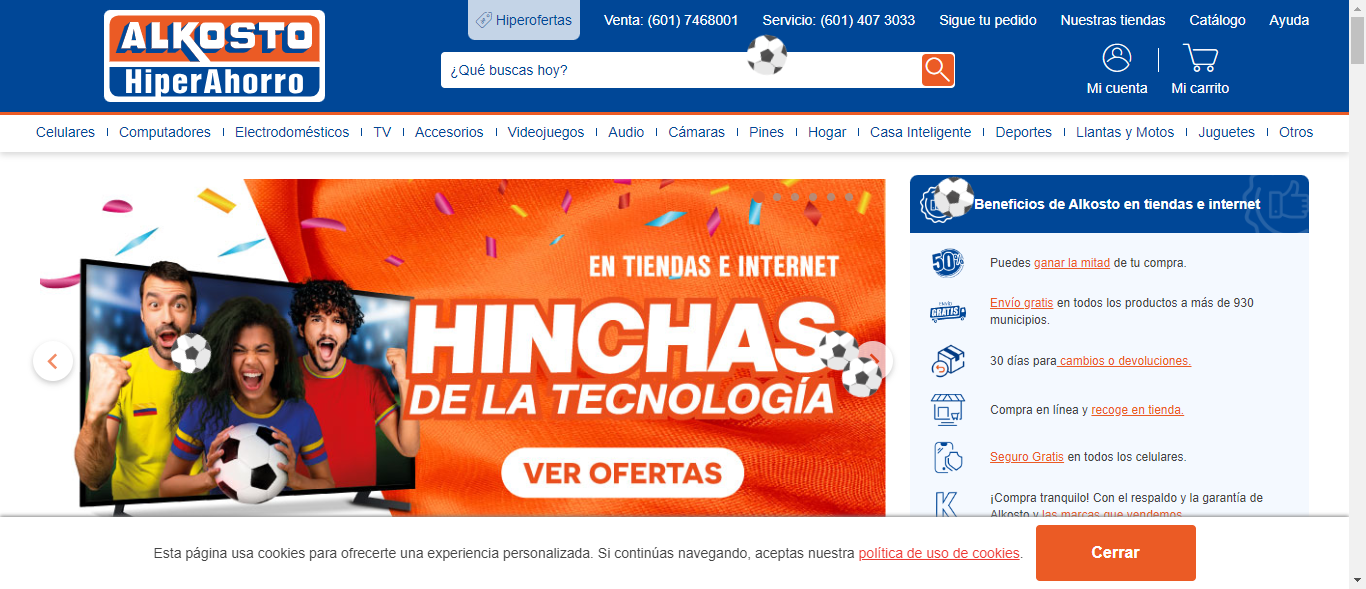 ALKOSTO
HiperAhorro
Hiperofertas
Venta: (601) 7468001
Servicio: (601) 407 3033
Sigue tu pedido
Nuestras tiendas
Catálogo
Ayuda
¿Qué buscas hoy?
Mi cuenta
Mi carrito
Celulares
Computadores
Electrodomésticos
TV
Accesorios
Videojuegos
Audio
Cámaras
Pines
Hogar
Casa Inteligente
Deportes
Llantas y Motos
Juguetes
Otros
EN TIENDAS E INTERNET
HINCHAS
DE LA TECNOLOGÍA
VER OFERTAS
Beneficios de Alkosto en tiendas e internet
50%
Puedes ganar la mitad de tu compra.
ENVÍO
GRATIS
Envío gratis en todos los productos a más de 930
municipios.
30 días para cambios o devoluciones.
Compra en línea y recoge en tienda.
Seguro Gratis en todos los celulares.
K
¡Compra tranquilo! Con el respaldo y la garantía de
Alkosto y las marcas que vendemos.
Esta página usa cookies para ofrecerte una experiencia personalizada. Si continúas navegando, aceptas nuestra política de uso de cookies.
Cerrar